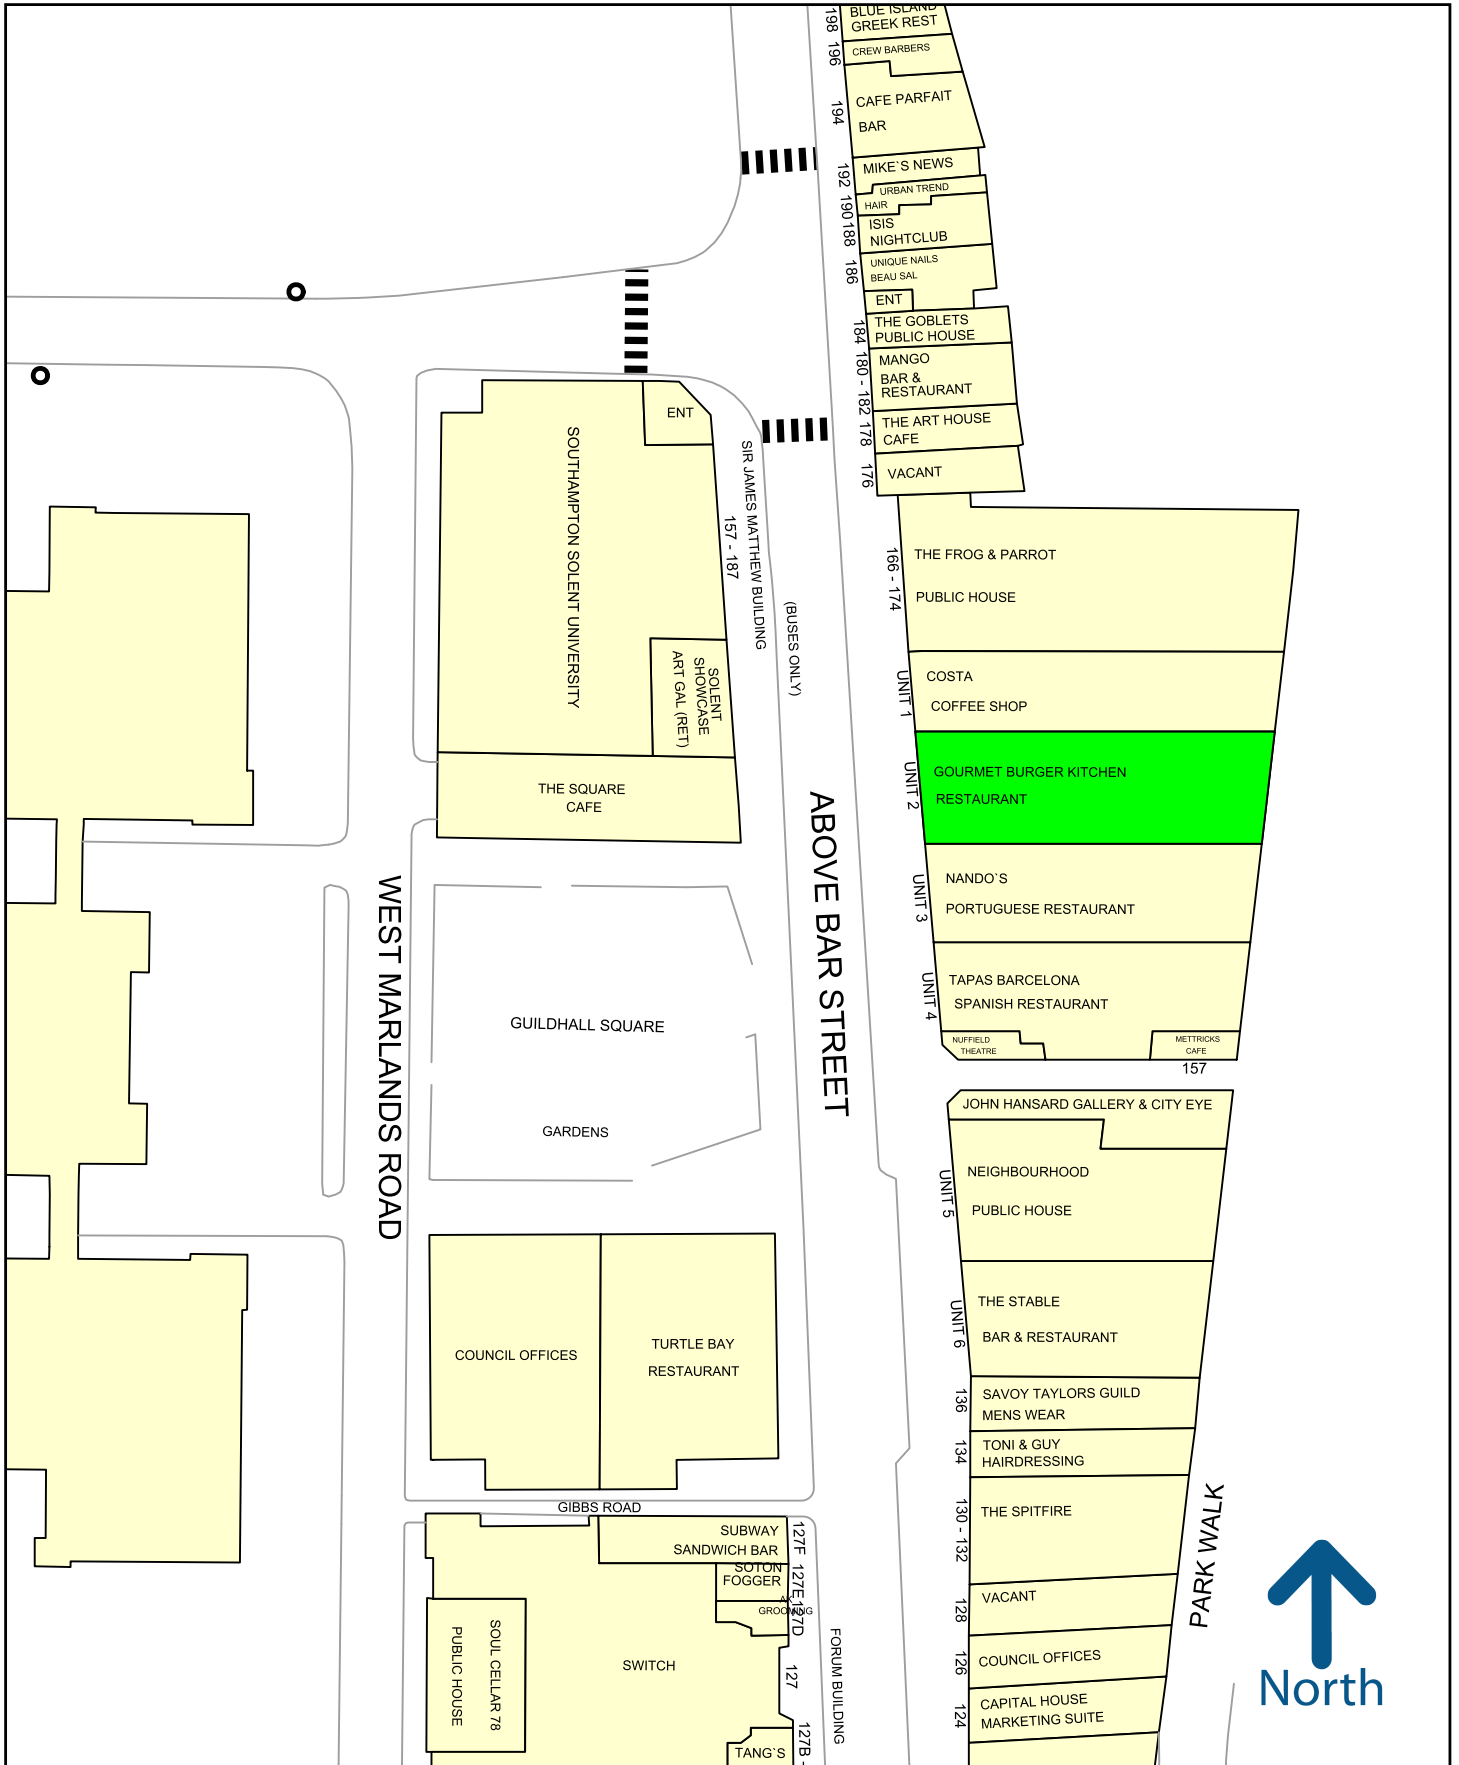 BLUE ISLAND
GREEK REST
198
CREW BARBERS
196
CAFE PARFAIT
BAR
194
MIKE`S NEWS
192
URBAN TREND
HAIR
190
ISIS
NIGHTCLUB
188
UNIQUE NAILS
BEAU SAL
186
ENT
THE GOBLETS
PUBLIC HOUSE
184
MANGO
BAR &
RESTAURANT
180 - 182
THE ART HOUSE
CAFE
178
VACANT
176
THE FROG & PARROT
PUBLIC HOUSE
166 - 174
COSTA
COFFEE SHOP
UNIT 1
GOURMET BURGER KITCHEN
RESTAURANT
UNIT 2
NANDO`S
PORTUGUESE RESTAURANT
UNIT 3
TAPAS BARCELONA
SPANISH RESTAURANT
UNIT 4
NUFFIELD
THEATRE
METTRICKS
CAFE
157
JOHN HANSARD GALLERY & CITY EYE
NEIGHBOURHOOD
PUBLIC HOUSE
UNIT 5
THE STABLE
BAR & RESTAURANT
UNIT 6
SAVOY TAYLORS GUILD
MENS WEAR
136
TONI & GUY
HAIRDRESSING
134
THE SPITFIRE
130 - 132
VACANT
128
COUNCIL OFFICES
126
CAPITAL HOUSE
MARKETING SUITE
124
PARK WALK
North
ENT
SOUTHAMPTON SOLENT UNIVERSITY
SIR JAMES MATTHEW BUILDING
157 - 187
(BUSES ONLY)
SOLENT
SHOWCASE
ART GAL (RET)
THE SQUARE
CAFE
ABOVE BAR STREET
WEST MARLANDS ROAD
GUILDHALL SQUARE
GARDENS
COUNCIL OFFICES
TURTLE BAY
RESTAURANT
GIBBS ROAD
SUBWAY
SANDWICH BAR
127F
SOTON
FOGGER
127E
GROOMING
127D
SWITCH
127
SOUL CELLAR 78
PUBLIC HOUSE
FORUM BUILDING
TANG`S
127B -